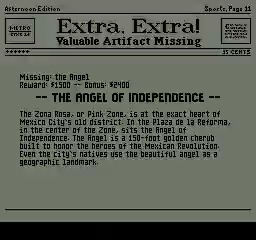 Afternoon Edition Sports, Page 11
METRO
Extra, Extra!
Valuable Artifact Missing
35 CENTS
Missing: the Angel
Reward: $1500 -- Bonus: $2400
-- THE ANGEL OF INDEPENDENCE --
The Zona Rosa, or Pink Zone, is at the exact heart of
Mexico City's old district. In the Plaza de la Reforma,
in the center of the Zone, sits the Angel of
Independence. The Angel is a 150-foot golden cherub
built to honor the heroes of the Mexican Revolution.
Even the city's natives use the beautiful angel as a
geographic landmark.